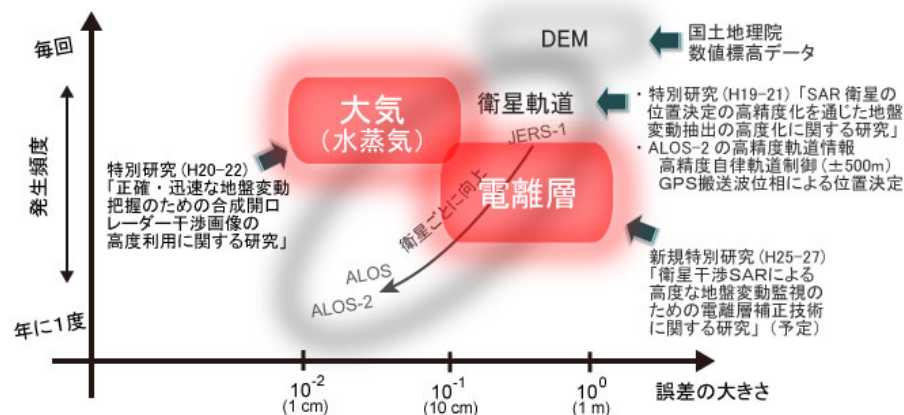 毎回
発生頻度
年に1度
DEM
国土地理院
数値標高データ
大気
(水蒸気)
衛星軌道
JERS-1
・特別研究(H19-21)「SAR 衛星の
位置決定の高精度化を通じた地盤
変動抽出の高度化に関する研究」
・ALOS-2 の高精度軌道情報
高精度自律軌道制御(±500m)
GPS搬送波位相による位置決定
特別研究(H20-22)
「正確・迅速な地盤変動
把握のための合成開口
レーダー干渉画像の
高度利用に関する研究」
電離層
衛星ごとに向上
ALOS
ALOS-2
新規特別研究(H25-27)
「衛星干渉SARによる
高度な地盤変動監視の
ための電離層補正技術
に関する研究」(予定)
10⁻² 10⁻¹ 10⁰ 誤差の大きさ
(1 cm) (10 cm) (1 m)